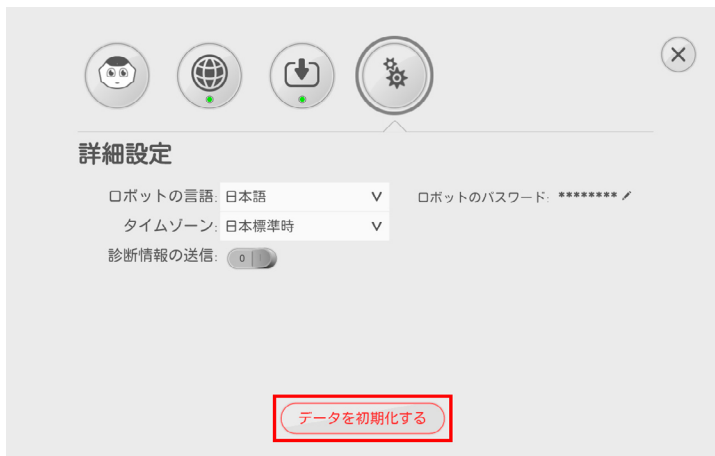 詳細設定
ロボットの言語: 日本語 V ロボットのパスワード: ********
タイムゾーン: 日本標準時 V
診断情報の送信: 0
データを初期化する